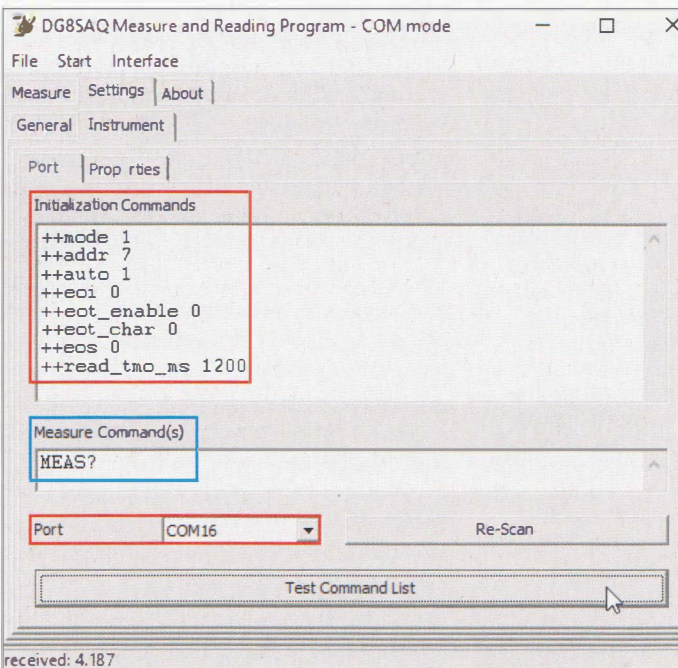 DG8SAQ Measure and Reading Program - COM mode
File Start Interface
Measure Settings About
General Instrument
Port Prop rties
Initialization Commands
++mode 1
++addr 7
++auto 1
++eoi 0
++eot_enable 0
++eot_char 0
++eos 0
++read_tmo_ms 1200
Measure Command(s)
MEAS?
Port COM16 Re-Scan
Test Command List
received: 4.187